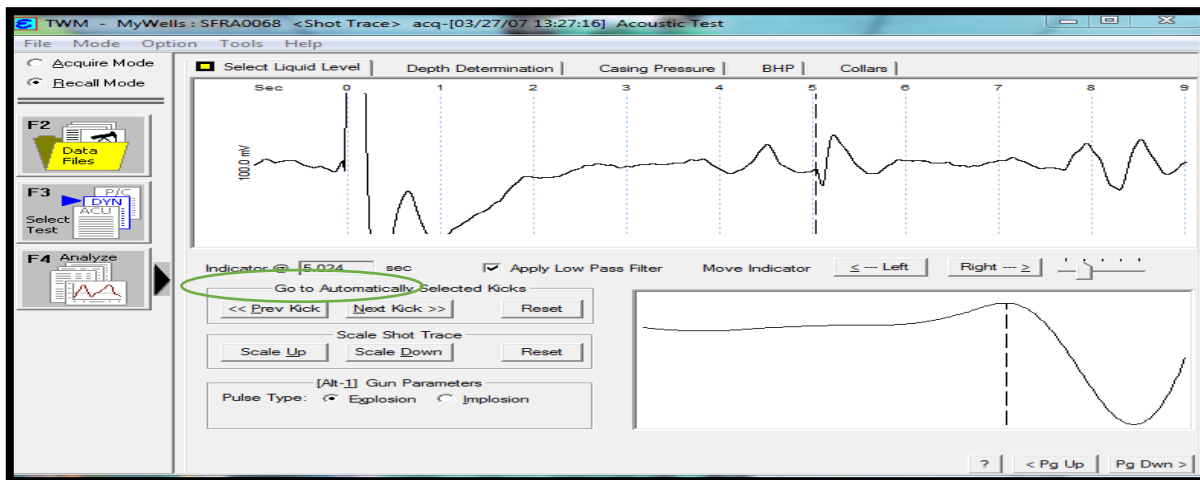 TWM - MyWells : SFRA0068 <Shot Trace> acq-[03/27/07 13:27:16] Acoustic Test
File Mode Option Tools Help
Acquire Mode
Recall Mode
F2
Data
Files
F3
P/C
DYN
ACU
Select
Test
F4 Analyze
Select Liquid Level Depth Determination Casing Pressure BHP Collars
Sec 0 1 2 3 4 5 6 7 8 9
100.0 mV
Indicator @ 5.024 sec Apply Low Pass Filter Move Indicator < --- Left Right --- >
Go to Automatically Selected Kicks
<< Prev Kick Next Kick >> Reset
Scale Shot Trace
Scale Up Scale Down Reset
[Alt-1] Gun Parameters
Pulse Type: Explosion Implosion
? < Pg Up Pg Dwn >